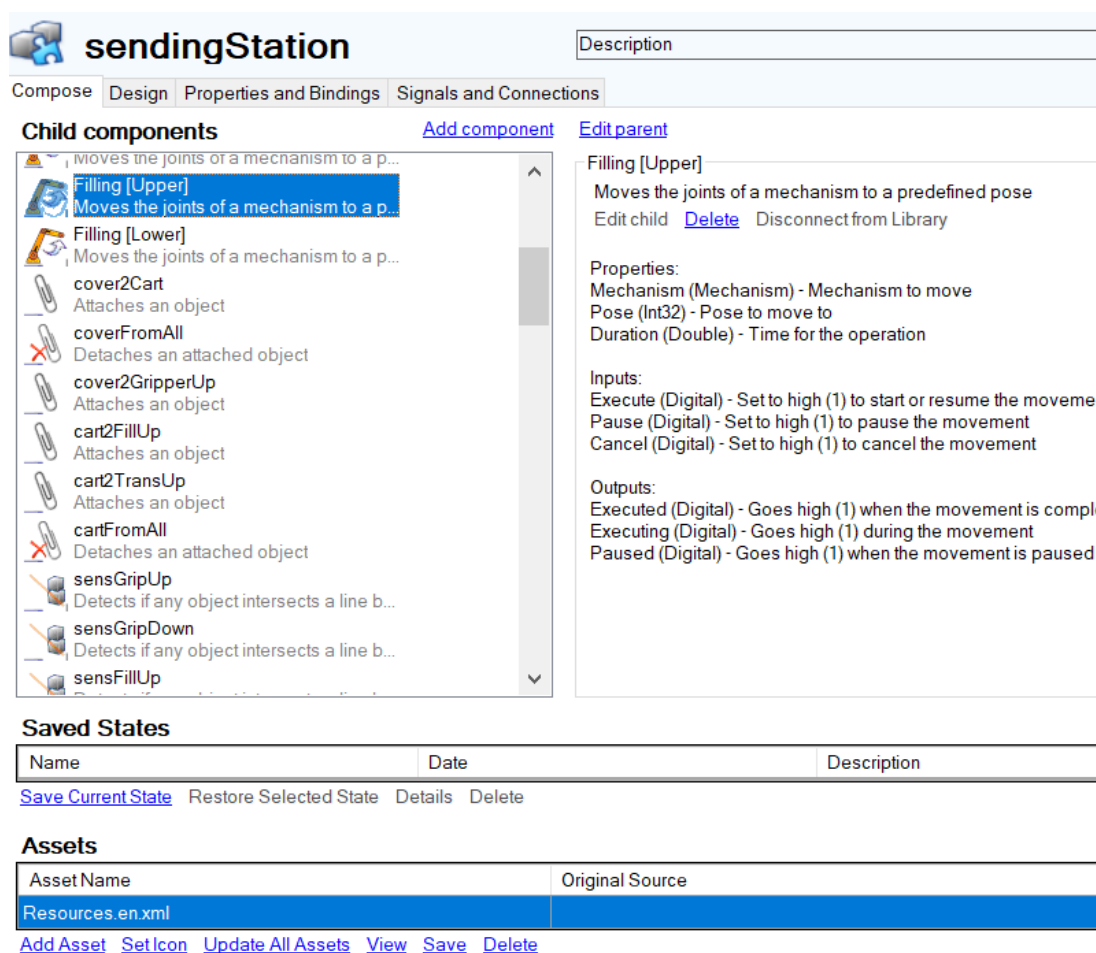 sendingStation
Description
Compose
Design
Properties and Bindings
Signals and Connections
Child components
Add component
Edit parent
Moves the joints of a mechanism to a p...
Filling [Upper]
Moves the joints of a mechanism to a p...
Filling [Lower]
Moves the joints of a mechanism to a p...
cover2Cart
Attaches an object
coverFromAll
Detaches an attached object
cover2GripperUp
Attaches an object
cart2FillUp
Attaches an object
cart2TransUp
Attaches an object
cartFromAll
Detaches an attached object
sensGripUp
Detects if any object intersects a line b...
sensGripDown
Detects if any object intersects a line b...
sensFillUp
Filling [Upper]
Moves the joints of a mechanism to a predefined pose
Edit child Delete Disconnect from Library
Properties:
Mechanism (Mechanism) - Mechanism to move
Pose (Int32) - Pose to move to
Duration (Double) - Time for the operation
Inputs:
Execute (Digital) - Set to high (1) to start or resume the moveme
Pause (Digital) - Set to high (1) to pause the movement
Cancel (Digital) - Set to high (1) to cancel the movement
Outputs:
Executed (Digital) - Goes high (1) when the movement is compl
Executing (Digital) - Goes high (1) during the movement
Paused (Digital) - Goes high (1) when the movement is paused
Saved States
Name
Date
Description
Save Current State Restore Selected State Details Delete
Assets
Asset Name
Original Source
Resources.en.xml
Add Asset Set Icon Update All Assets View Save Delete